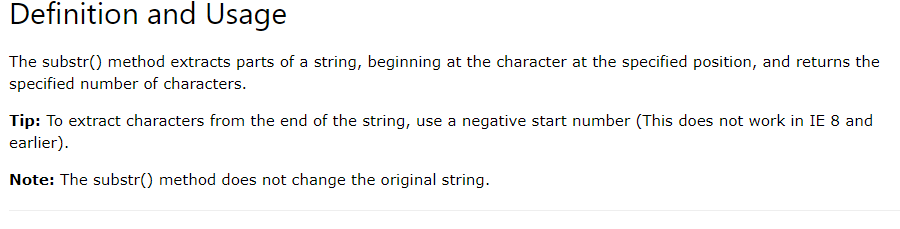 Definition and Usage
The substr() method extracts parts of a string, beginning at the character at the specified position, and returns the
specified number of characters.
Tip: To extract characters from the end of the string, use a negative start number (This does not work in IE 8 and
earlier).
Note: The substr() method does not change the original string.